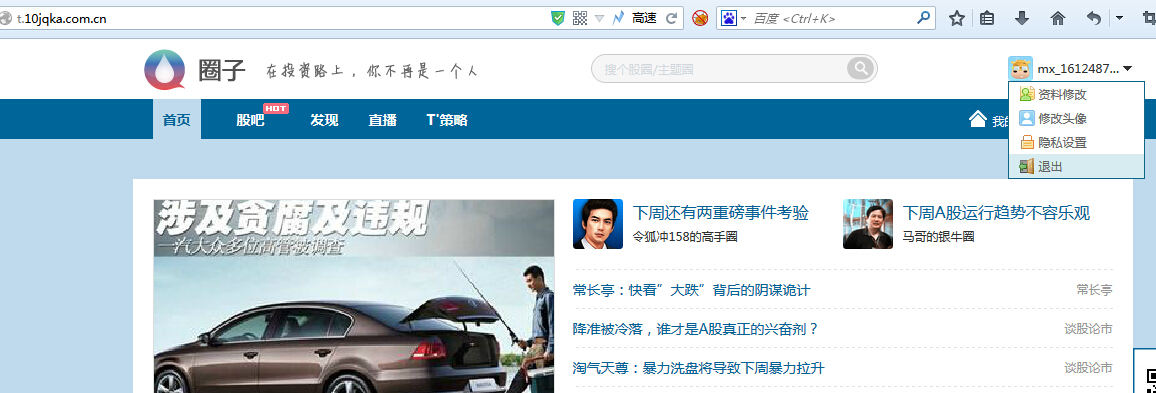 t.10jqka.com.cn
高速
百度 <Ctrl+K>
圈子
在投资路上，你不再是一个人
搜个股圈/主题圈
mx_1612487...
资料修改
修改头像
隐私设置
退出
首页
股吧
HOT
发现
直播
T'策略
我的
涉及贪腐及违规
一汽大众多位高管被调查
下周还有两重磅事件考验
令狐冲158的高手圈
下周A股运行趋势不容乐观
马哥的银牛圈
常长亭：快看”大跌”背后的阴谋诡计
常长亭
降准被冷落，谁才是A股真正的兴奋剂？
谈股论市
淘气天尊：暴力洗盘将导致下周暴力拉升
谈股论市